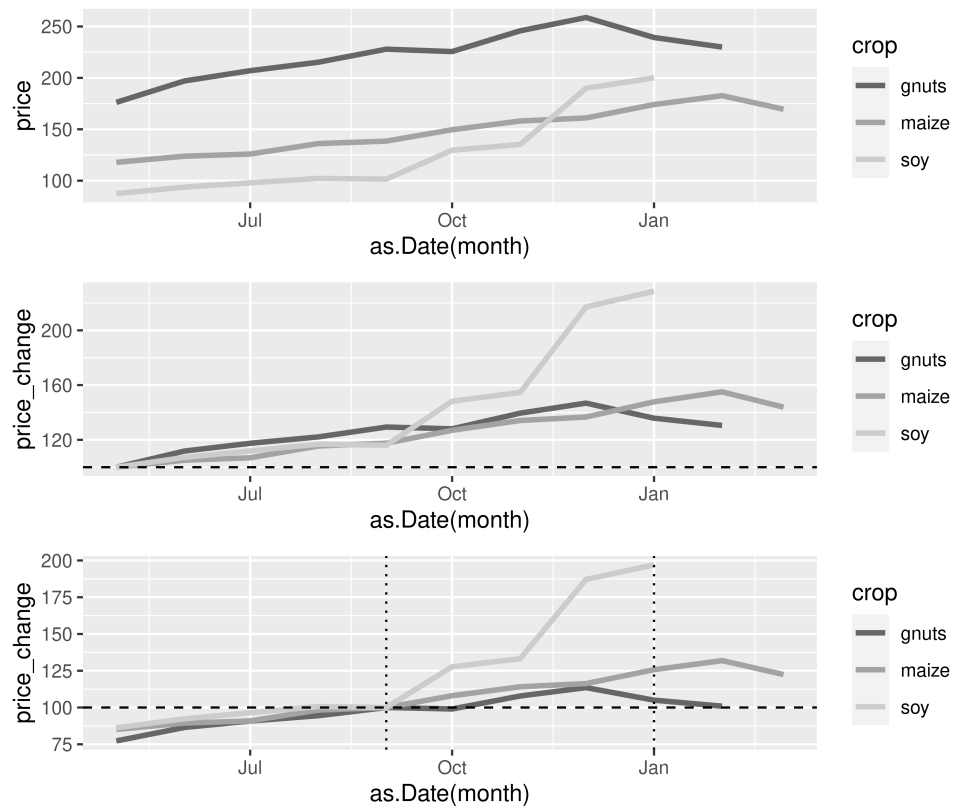 price
250
200
150
100
Jul Oct Jan
as.Date(month)
crop
gnuts
maize
soy
price_change
200
160
120
Jul Oct Jan
as.Date(month)
crop
gnuts
maize
soy
price_change
200
175
150
125
100
75
Jul Oct Jan
as.Date(month)
crop
gnuts
maize
soy